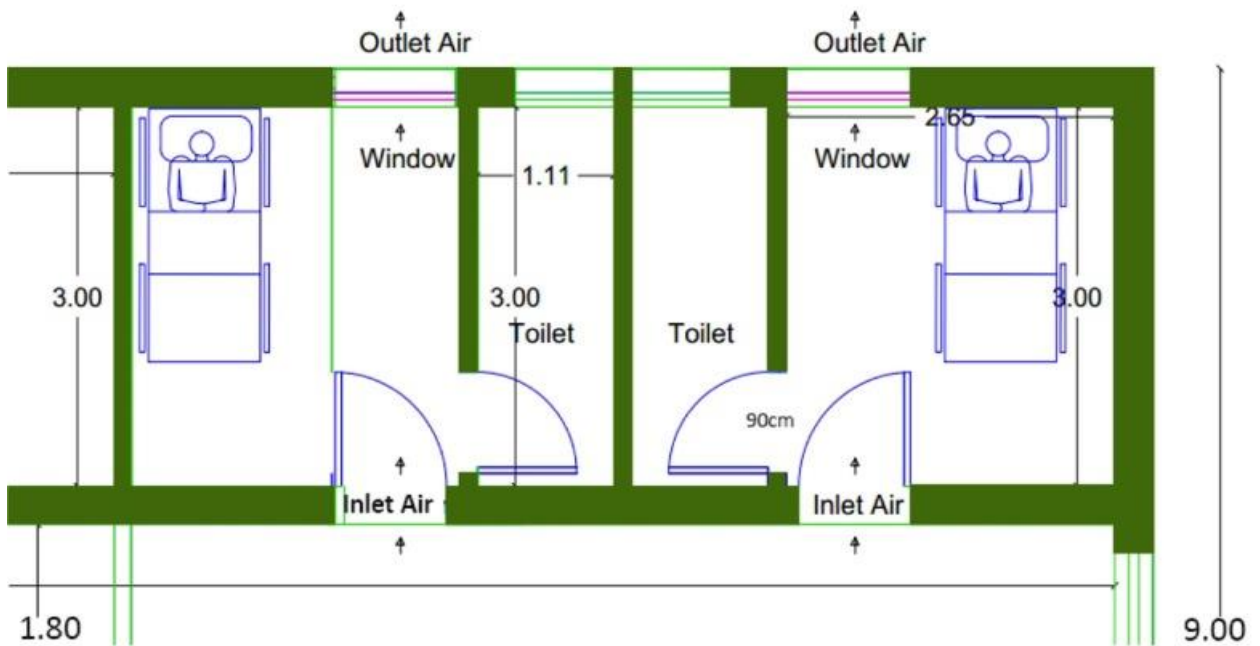 Outlet Air
Outlet Air
2.65
Window
Window
1.11
3.00
3.00
3.00
Toilet
Toilet
90cm
Inlet Air
Inlet Air
1.80
9.00